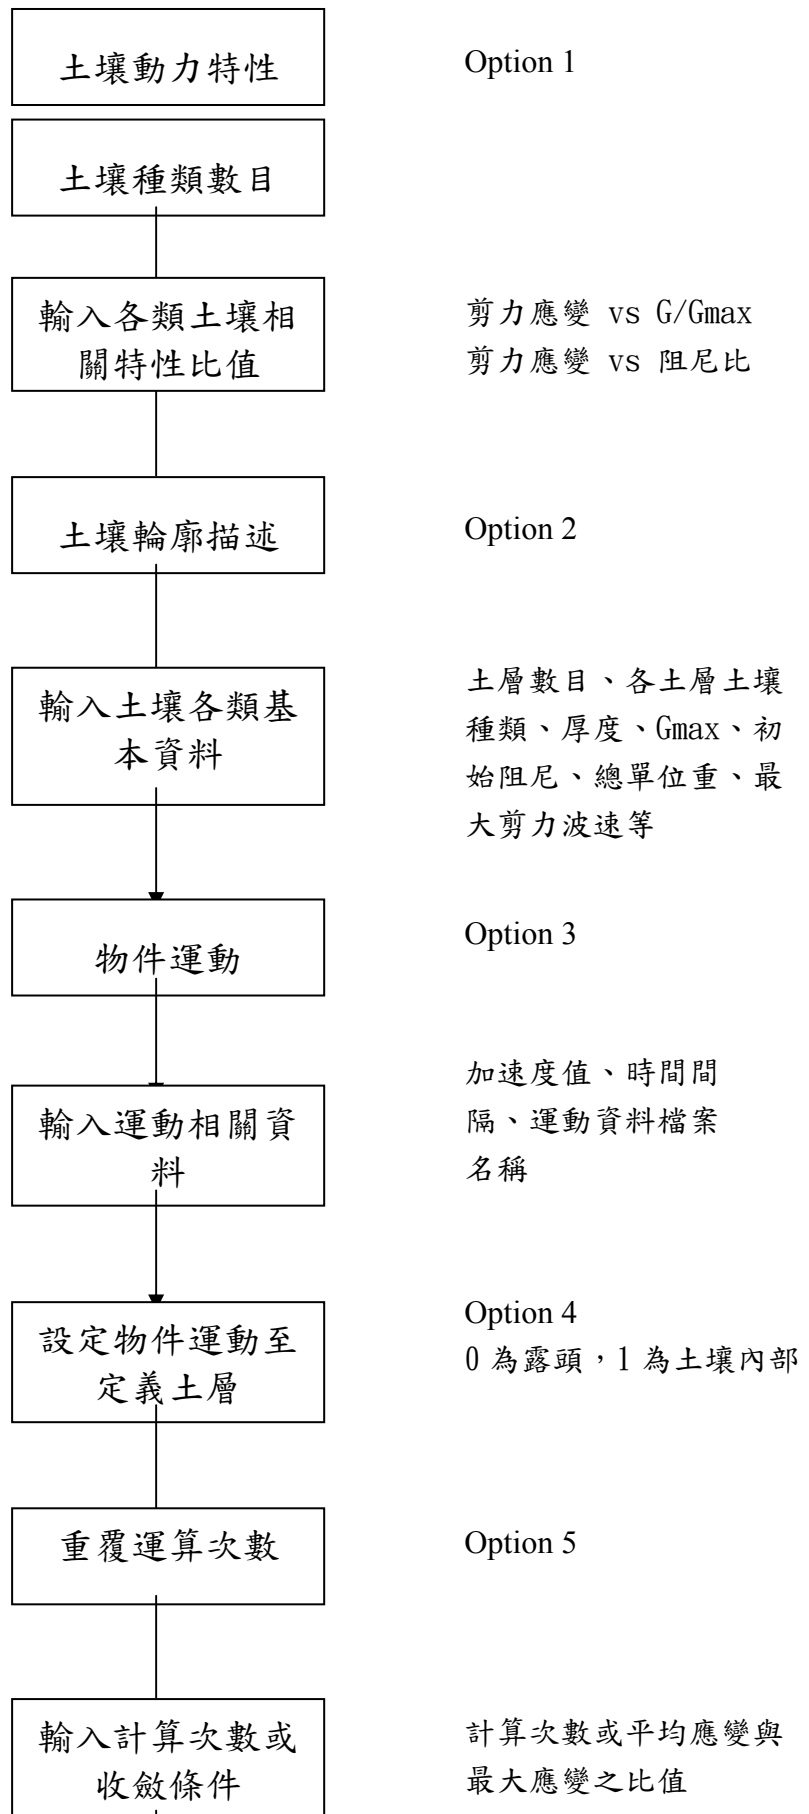 土壤動力特性
Option 1
土壤種類數目
輸入各類土壤相
關特性比值
剪力應變 vs G/Gmax
剪力應變 vs 阻尼比
土壤輪廓描述
Option 2
輸入土壤各類基
本資料
土層數目、各土層土壤
種類、厚度、Gmax、初
始阻尼、總單位重、最
大剪力波速等
物件運動
Option 3
輸入運動相關資
料
加速度值、時間間
隔、運動資料檔案
名稱
設定物件運動至
定義土層
Option 4
0 為露頭，1 為土壤內部
重覆運算次數
Option 5
輸入計算次數或
收斂條件
計算次數或平均應變與
最大應變之比值